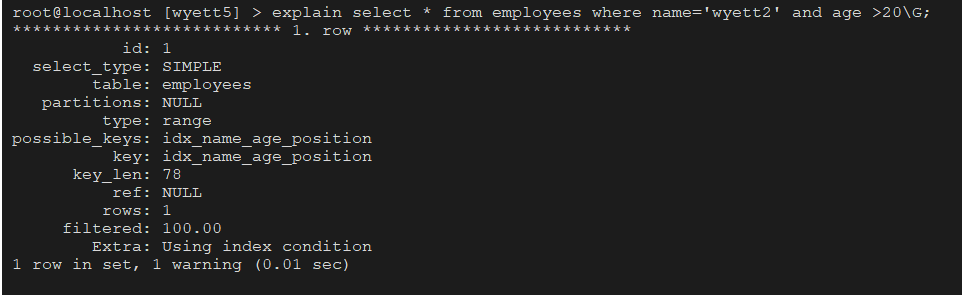 root@localhost [wyett5] > explain select * from employees where name='wyett2' and age >20\G;
*************************** 1. row ***************************
id: 1
select_type: SIMPLE
table: employees
partitions: NULL
type: range
possible_keys: idx_name_age_position
key: idx_name_age_position
key_len: 78
ref: NULL
rows: 1
filtered: 100.00
Extra: Using index condition
1 row in set, 1 warning (0.01 sec)